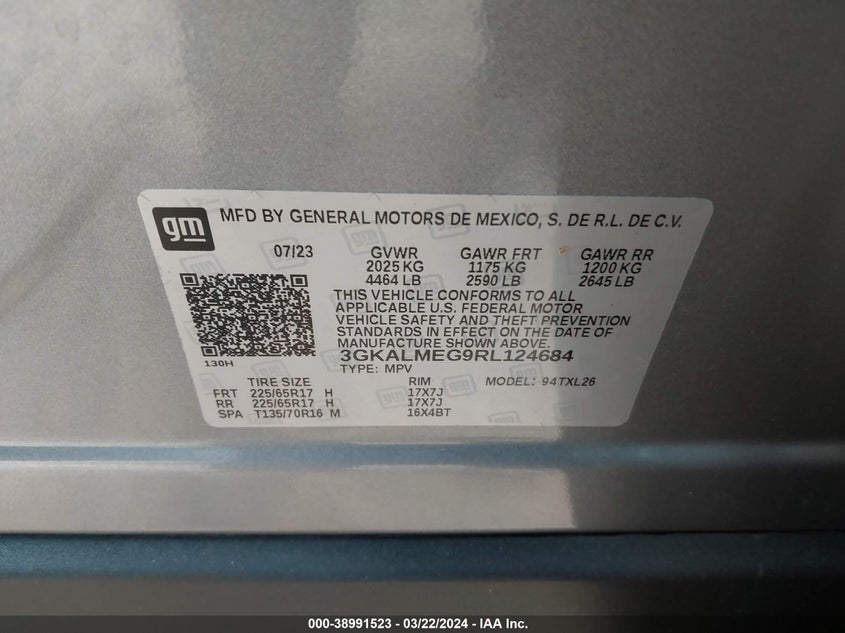 gm
MFD BY GENERAL MOTORS DE MEXICO, S. DE R.L. DE C.V.
07/23 GVWR GAWR FRT GAWR RR
2025 KG 1175 KG 1200 KG
4464 LB 2590 LB 2645 LB
THIS VEHICLE CONFORMS TO ALL
APPLICABLE U.S. FEDERAL MOTOR
VEHICLE SAFETY AND THEFT PREVENTION
STANDARDS IN EFFECT ON THE DATE OF
MANUFACTURE SHOWN ABOVE.
3GKALMEG9RL124684
130H
TYPE: MPV
TIRE SIZE RIM MODEL: 94TXL26
FRT 225/65R17 H 17X7J
RR 225/65R17 H 17X7J
SPA T135/70R16 M 16X4BT
000-38991523 - 03/22/2024 - IAA Inc.